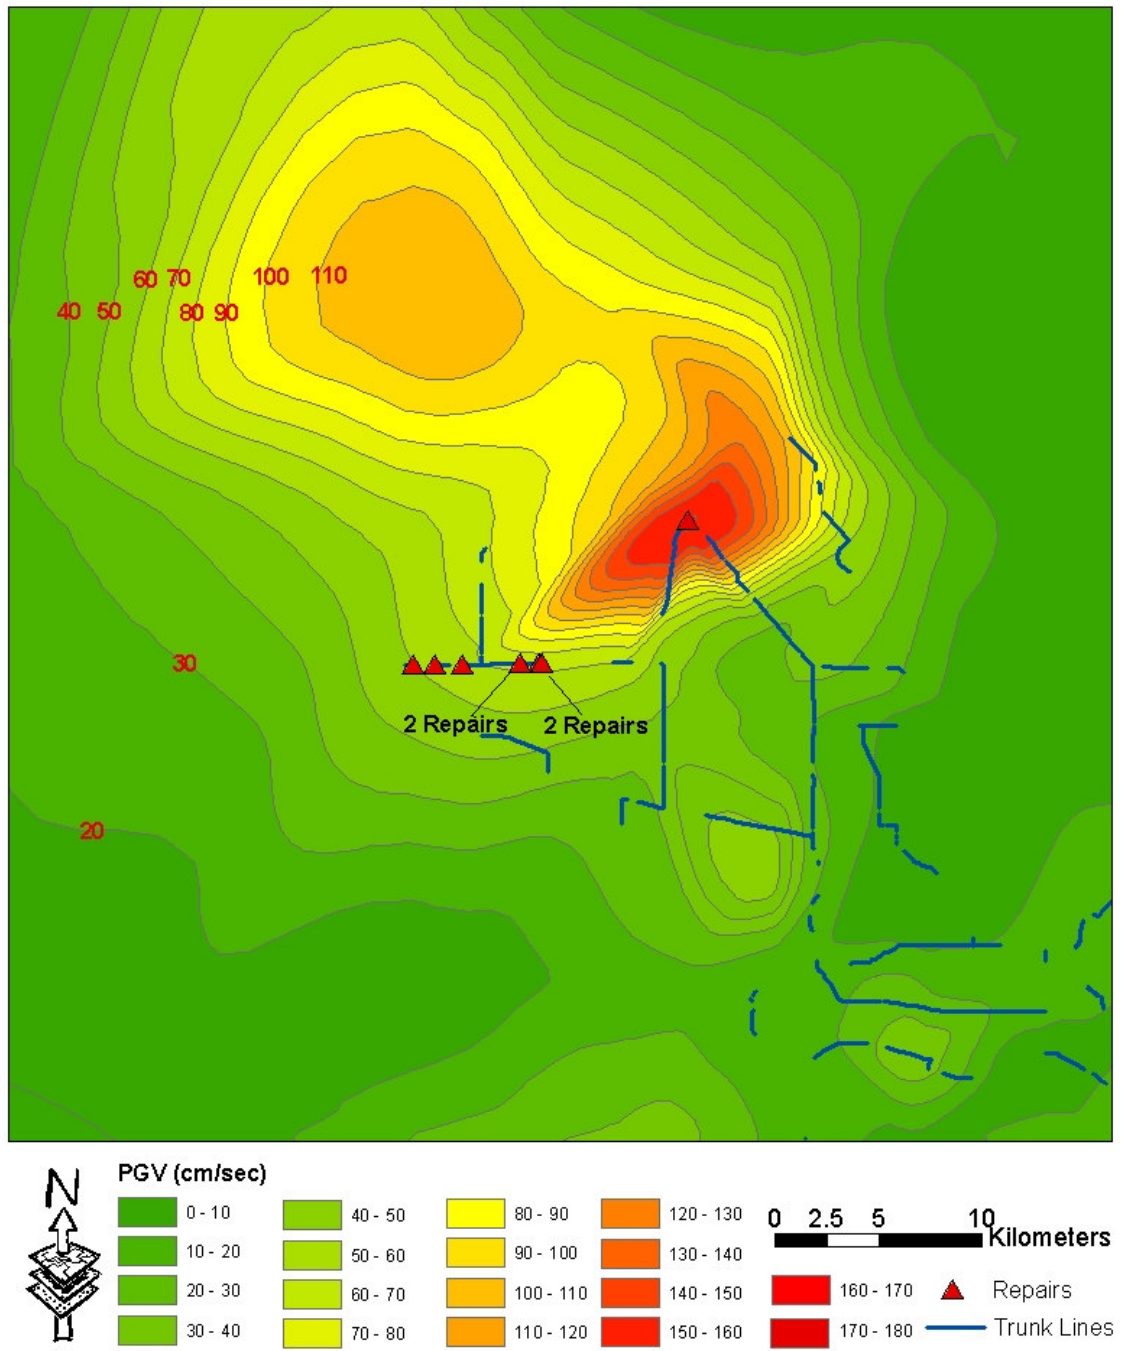 60 70 100 110
40 50 80 90
30
2 Repairs 2 Repairs
20
N
PGV (cm/sec)
0 - 10
10 - 20
20 - 30
30 - 40
40 - 50
50 - 60
60 - 70
70 - 80
80 - 90
90 - 100
100 - 110
110 - 120
120 - 130
130 - 140
140 - 150
150 - 160
0 2.5 5 10
Kilometers
160 - 170
170 - 180
Repairs
Trunk Lines